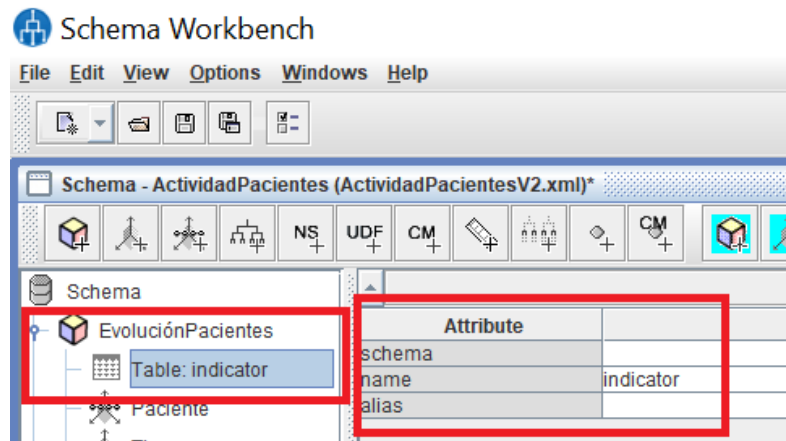 Schema Workbench
File Edit View Options Windows Help
Schema - ActividadPacientes (ActividadPacientesV2.xml)*
NS UDF CM CM
Schema
EvoluciónPacientes
Table: indicator
Paciente
Attribute
schema
name indicator
alias